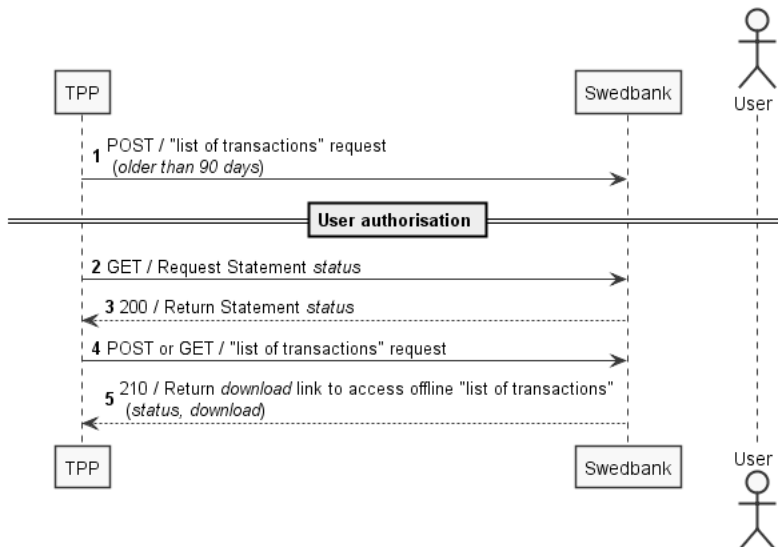 User
TPP
Swedbank
1 POST / "list of transactions" request
(older than 90 days)
User authorisation
2 GET / Request Statement status
3 200 / Return Statement status
4 POST or GET / "list of transactions" request
5 210 / Return download link to access offline "list of transactions"
(status, download)
TPP
Swedbank
User